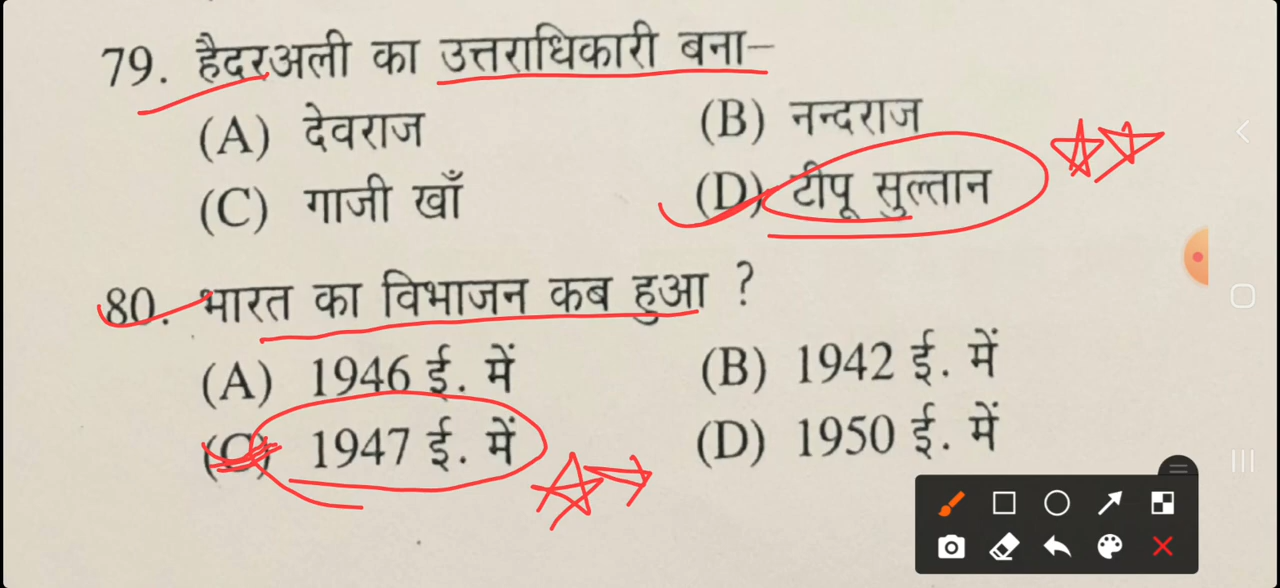 79. हैदरअली का उत्तराधिकारी बना–
(A) देवराज (B) नन्दराज
(C) गाजी खाँ (D) टीपू सुल्तान
80. भारत का विभाजन कब हुआ ?
(A) 1946 ई. में (B) 1942 ई. में
(C) 1947 ई. में (D) 1950 ई. में